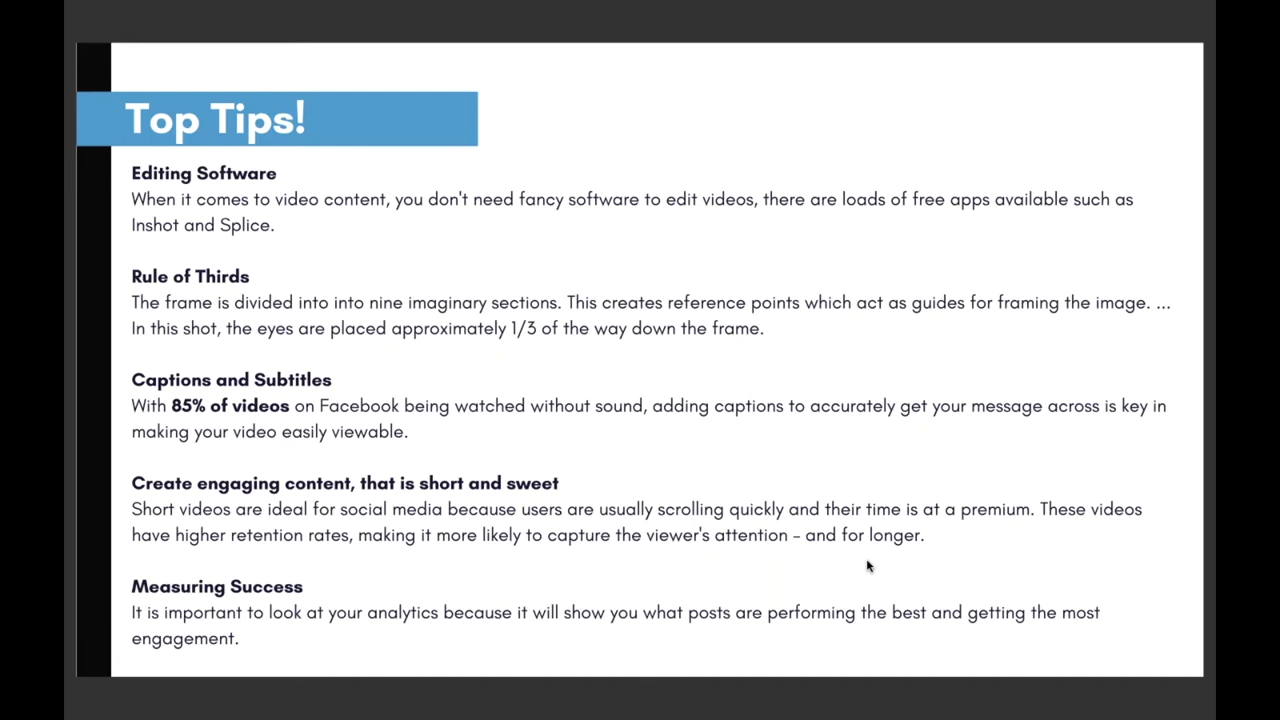 Top Tips!
Editing Software
When it comes to video content, you don't need fancy software to edit videos, there are loads of free apps available such as
Inshot and Splice.
Rule of Thirds
The frame is divided into into nine imaginary sections. This creates reference points which act as guides for framing the image. ...
In this shot, the eyes are placed approximately 1/3 of the way down the frame.
Captions and Subtitles
With 85% of videos on Facebook being watched without sound, adding captions to accurately get your message across is key in
making your video easily viewable.
Create engaging content, that is short and sweet
Short videos are ideal for social media because users are usually scrolling quickly and their time is at a premium. These videos
have higher retention rates, making it more likely to capture the viewer's attention – and for longer.
Measuring Success
It is important to look at your analytics because it will show you what posts are performing the best and getting the most
engagement.